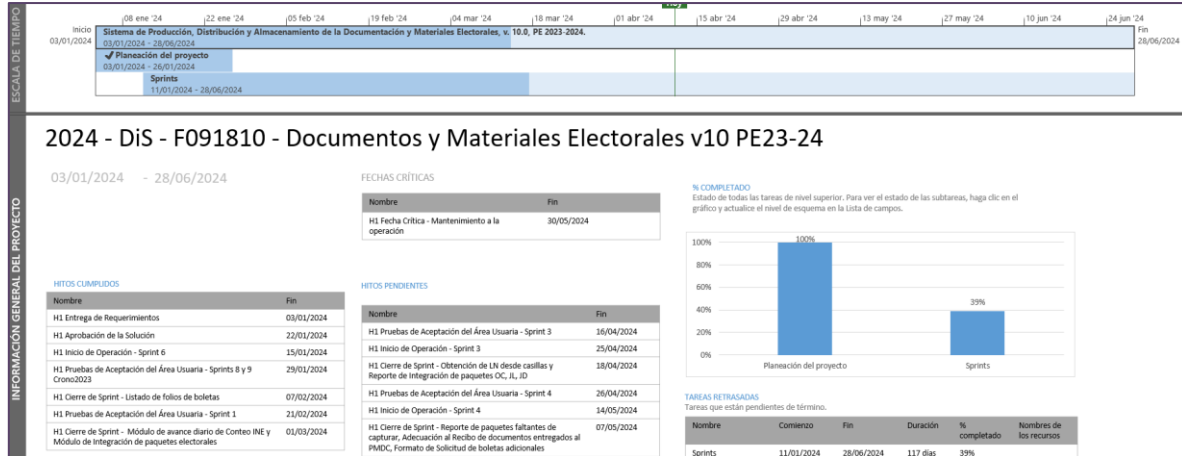 08 ene '24 22 ene '24 05 feb '24 19 feb '24 04 mar '24 18 mar '24 01 abr '24 15 abr '24 29 abr '24 13 may '24 27 may '24 10 jun '24 24 jun '24
ESCALA DE TIEMPO
Inicio
03/01/2024
Sistema de Producción, Distribución y Almacenamiento de la Documentación y Materiales Electorales, v. 10.0, PE 2023-2024.
03/01/2024 - 28/06/2024
Fin
28/06/2024
✔ Planeación del proyecto
03/01/2024 - 26/01/2024
Sprints
11/01/2024 - 28/06/2024
INFORMACIÓN GENERAL DEL PROYECTO
2024 - DiS - F091810 - Documentos y Materiales Electorales v10 PE23-24
03/01/2024 - 28/06/2024
FECHAS CRÍTICAS
Nombre Fin
H1 Fecha Crítica - Mantenimiento a la 30/05/2024
operación
HITOS CUMPLIDOS
Nombre Fin
H1 Entrega de Requerimientos 03/01/2024
H1 Aprobación de la Solución 22/01/2024
H1 Inicio de Operación - Sprint 6 15/01/2024
H1 Pruebas de Aceptación del Área Usuaria - Sprints 8 y 9 29/01/2024
Crono2023
H1 Cierre de Sprint - Listado de folios de boletas 07/02/2024
H1 Pruebas de Aceptación del Área Usuaria - Sprint 1 21/02/2024
H1 Cierre de Sprint - Módulo de avance diario de Conteo INE y 01/03/2024
Módulo de Integración de paquetes electorales
HITOS PENDIENTES
Nombre Fin
H1 Pruebas de Aceptación del Área Usuaria - Sprint 3 16/04/2024
H1 Inicio de Operación - Sprint 3 25/04/2024
H1 Cierre de Sprint - Obtención de LN desde casillas y 18/04/2024
Reporte de Integración de paquetes OC, JL, JD
H1 Pruebas de Aceptación del Área Usuaria - Sprint 4 26/04/2024
H1 Inicio de Operación - Sprint 4 14/05/2024
H1 Cierre de Sprint - Reporte de paquetes faltantes de 07/05/2024
capturar, Adecuación al Recibo de documentos entregados al
PMDC, Formato de Solicitud de boletas adicionales
% COMPLETADO
Estado de todas las tareas de nivel superior. Para ver el estado de las subtareas, haga clic en el
gráfico y actualice el nivel de esquema en la Lista de campos.
100% 100%
80%
60%
40% 39%
20%
0%
Planeación del proyecto Sprints
TAREAS RETRASADAS
Tareas que están pendientes de término.
Nombre Comienzo Fin Duración % completado Nombres de los recursos
Sprints 11/01/2024 28/06/2024 117 días 39%